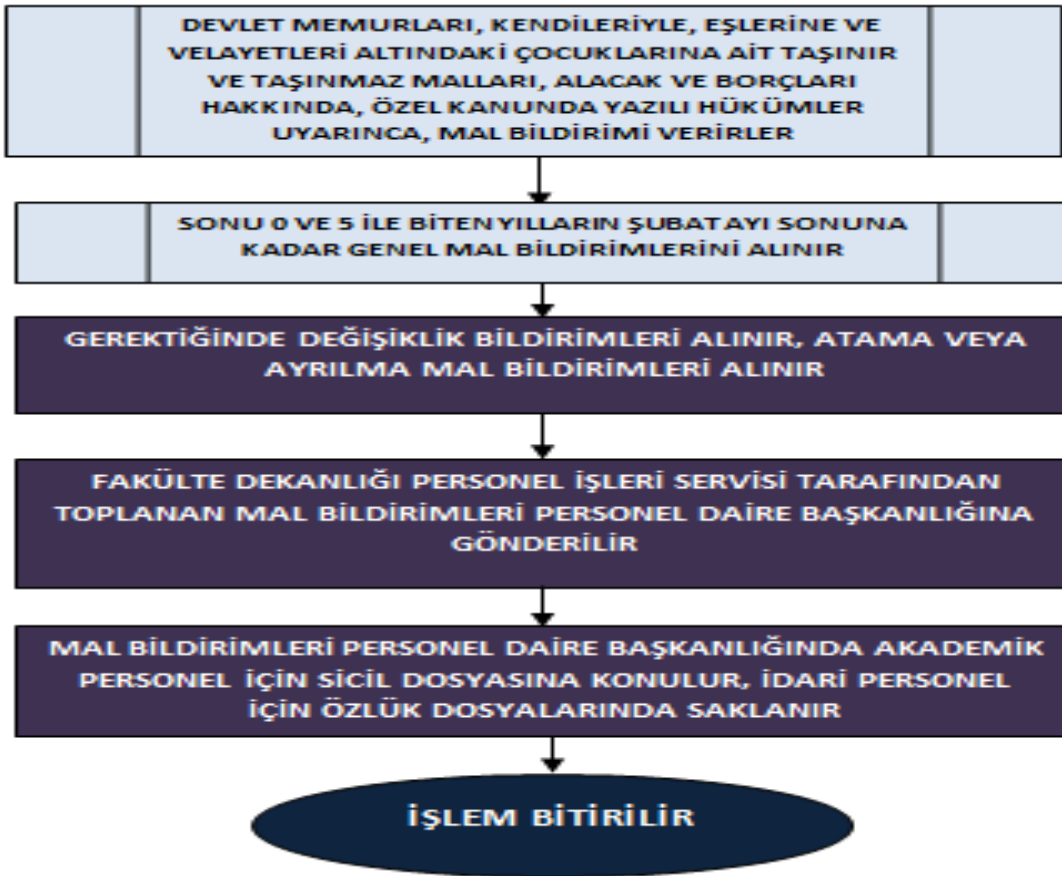 DEVLET MEMURLARI, KENDİLERİYLE, EŞLERİNE VE
VELAYETLERİ ALTINDAKİ ÇOCUKLARINA AİT TAŞINIR
VE TAŞINMAZ MALLARI, ALACAK VE BORÇLARI
HAKKINDA, ÖZEL KANUNDA YAZILI HÜKÜMLER
UYARINCA, MAL BİLDİRİMİ VERİRLER
SONU 0 VE 5 İLE BİTEN YILLARIN ŞUBAT AYI SONUNA
KADAR GENEL MAL BİLDİRİMLERİNİ ALINIR
GEREKTİĞİNDE DEĞİŞİKLİK BİLDİRİMLERİ ALINIR, ATAMA VEYA
AYRILMA MAL BİLDİRİMLERİ ALINIR
FAKÜLTE DEKANLIĞI PERSONEL İŞLERİ SERVİSİ TARAFINDAN
TOPLANAN MAL BİLDİRİMLERİ PERSONEL DAİRE BAŞKANLIĞINA
GÖNDERİLİR
MAL BİLDİRİMLERİ PERSONEL DAİRE BAŞKANLIĞINDA AKADEMİK
PERSONEL İÇİN SİCİL DOSYASINA KONULUR, İDARİ PERSONEL
İÇİN ÖZLÜK DOSYALARINDA SAKLANIR
İŞLEM BİTİRİLİR